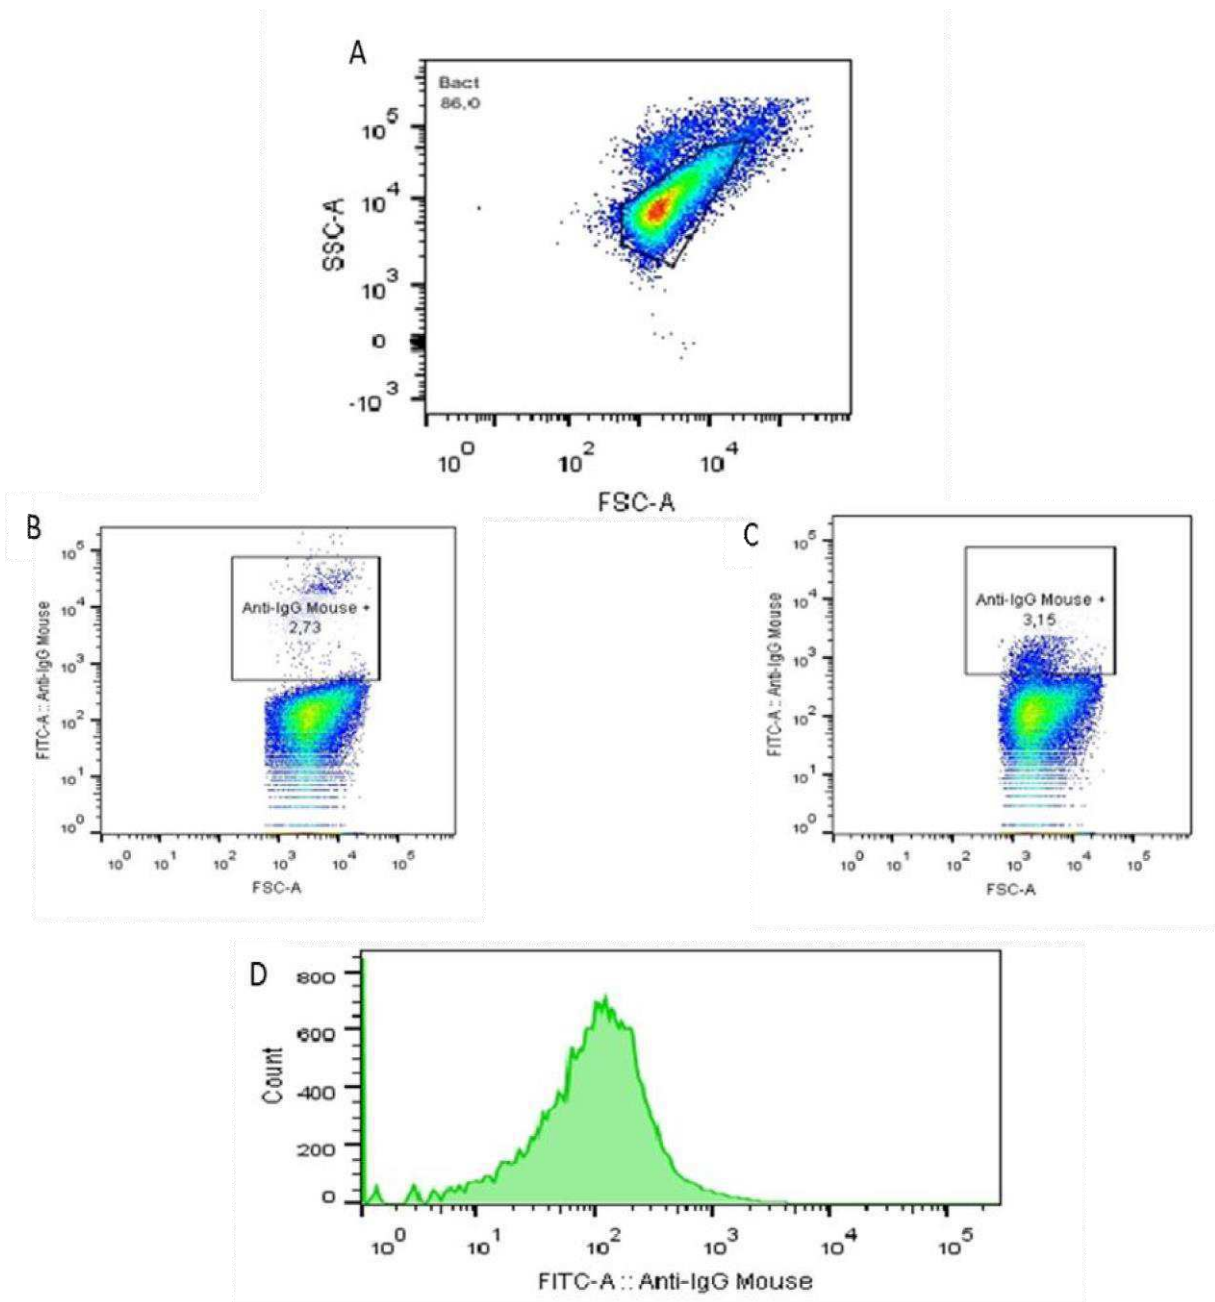 A
Bact
86,0
10^5
10^4
10^3
0
-10^3
SSC-A
10^0 10^2 10^4
FSC-A
B
10^5
10^4
10^3
10^2
10^1
10^0
FITC-A :: Anti-IgG Mouse
Anti-IgG Mouse +
2,73
10^0 10^1 10^2 10^3 10^4 10^5
FSC-A
C
10^5
10^4
10^3
10^2
10^1
10^0
FITC-A :: Anti-IgG Mouse
Anti-IgG Mouse +
3,15
10^0 10^1 10^2 10^3 10^4 10^5
FSC-A
D
800
600
400
200
0
Count
10^0 10^1 10^2 10^3 10^4 10^5
FITC-A :: Anti-IgG Mouse